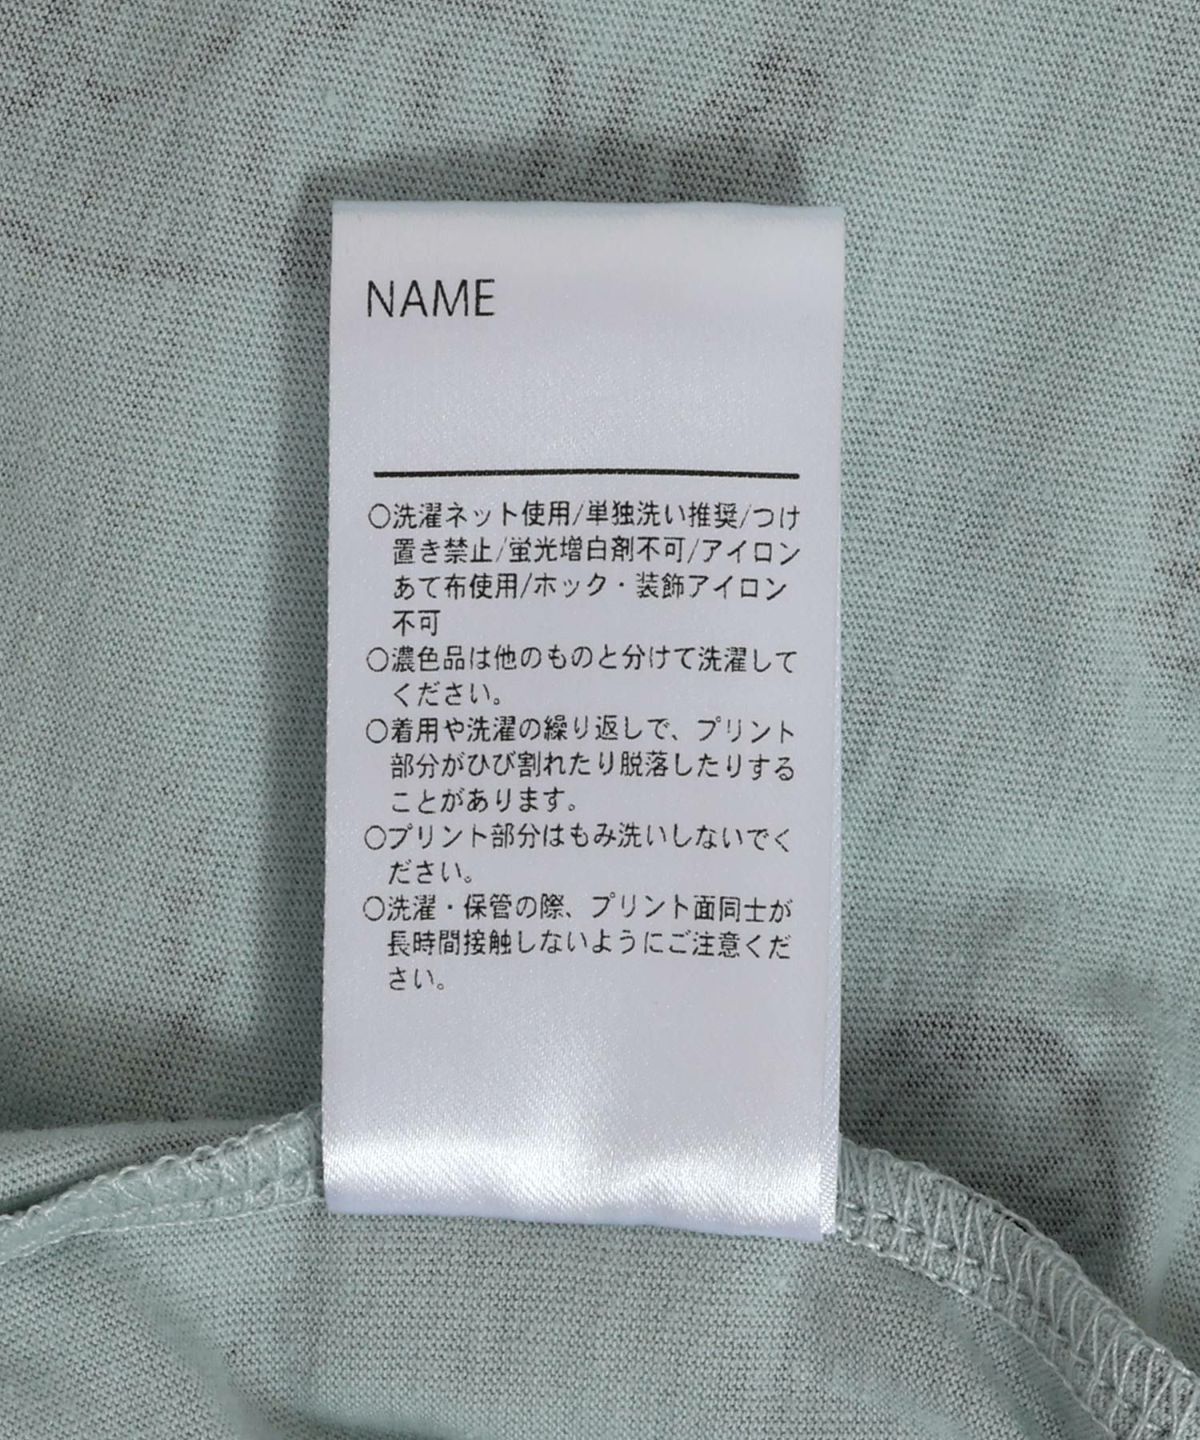 NAME
○洗濯ネット使用/単独洗い推奨/つけ
置き禁止/蛍光増白剤不可/アイロン
あて布使用/ホック・装飾アイロン
不可
○濃色品は他のものと分けて洗濯して
ください。
○着用や洗濯の繰り返しで、プリント
部分がひび割れたり脱落したりする
ことがあります。
○プリント部分はもみ洗いしないでく
ださい。
○洗濯・保管の際、プリント面同士が
長時間接触しないようにご注意くだ
さい。